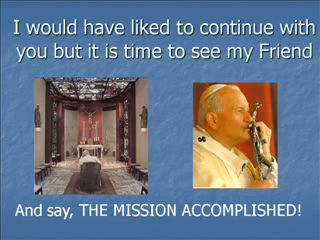 I would have liked to continue with
you but it is time to see my Friend
And say, THE MISSION ACCOMPLISHED!